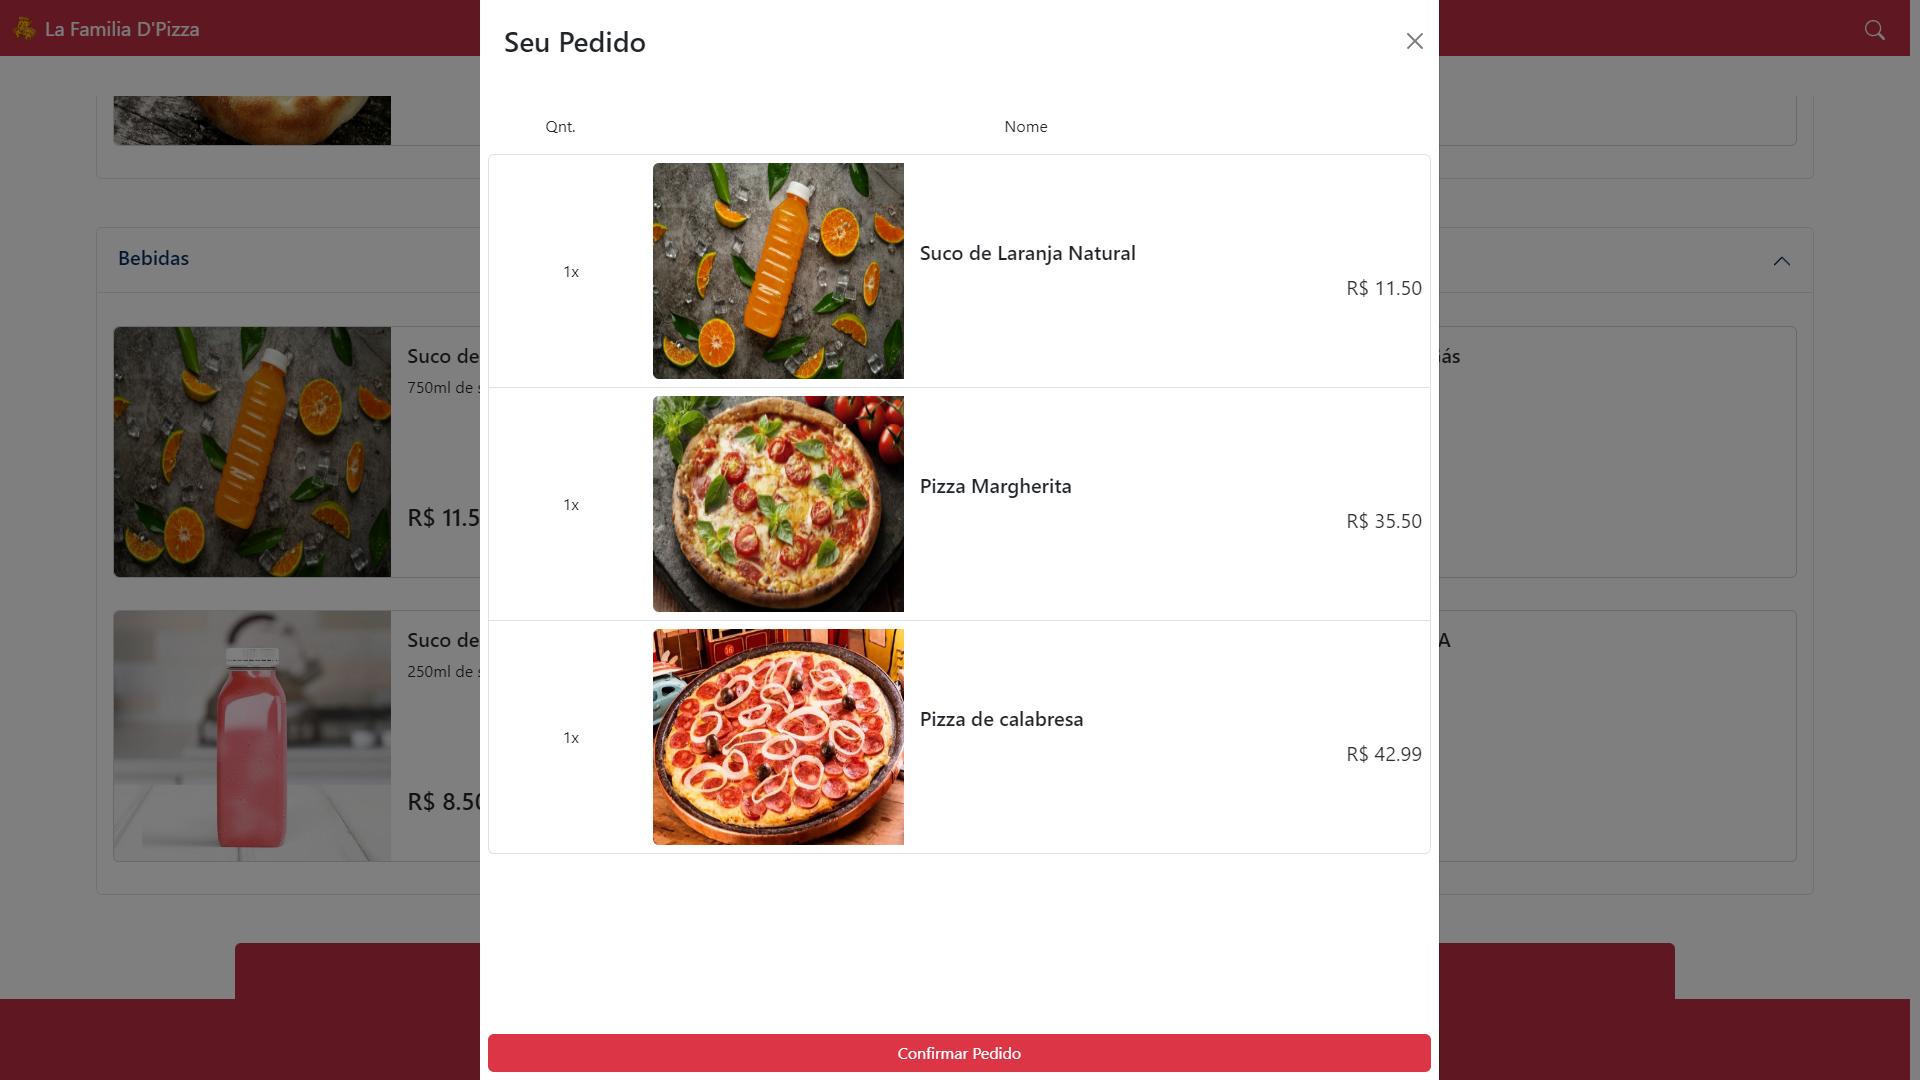 La Familia D'Pizza
Seu Pedido
Qnt.
Nome
1x
Suco de Laranja Natural
R$ 11.50
1x
Pizza Margherita
R$ 35.50
1x
Pizza de calabresa
R$ 42.99
Confirmar Pedido
Bebidas
Suco de
750ml de
R$ 11.5
Suco de
250ml de
R$ 8.50
ás
A